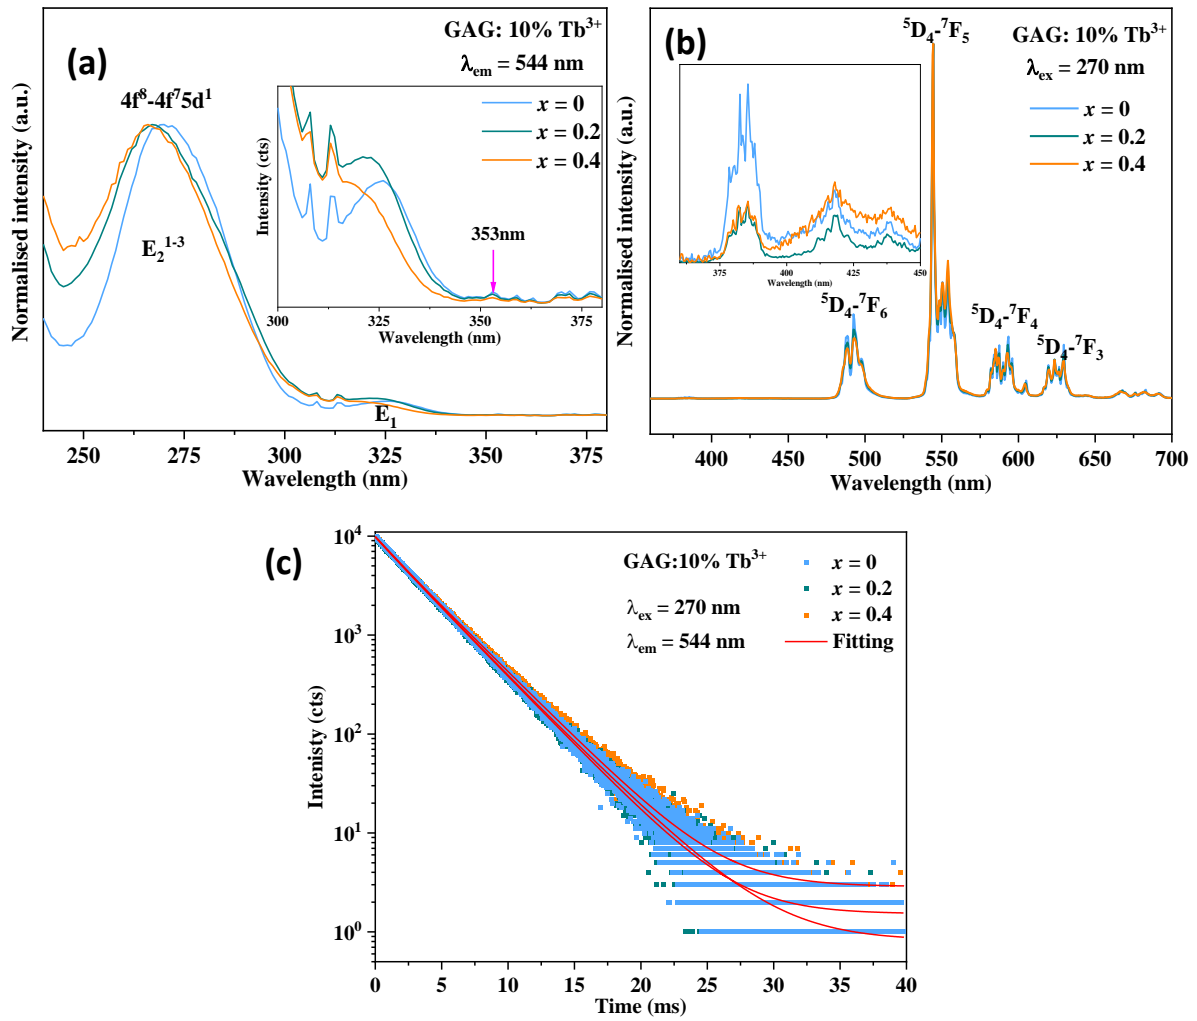 (a)
GAG: 10% Tb³⁺
λem = 544 nm
4f⁸-4f⁷5d¹
E₂¹⁻³
E₁
Normalised intensity (a.u.)
250 275 300 325 350 375
Wavelength (nm)
x = 0
x = 0.2
x = 0.4
353nm
Intensity (cts)
300 325 350 375
Wavelength (nm)
(b)
⁵D₄-⁷F₅
GAG: 10% Tb³⁺
λex = 270 nm
x = 0
x = 0.2
x = 0.4
375 400 425 450
Wavelength (nm)
⁵D₄-⁷F₆
⁵D₄-⁷F₄
⁵D₄-⁷F₃
Normalised intensity (a.u.)
400 450 500 550 600 650 700
Wavelength (nm)
(c)
GAG:10% Tb³⁺
λex = 270 nm
λem = 544 nm
x = 0
x = 0.2
x = 0.4
Fitting
Intenisty (cts)
10⁴
10³
10²
10¹
10⁰
0 5 10 15 20 25 30 35 40
Time (ms)